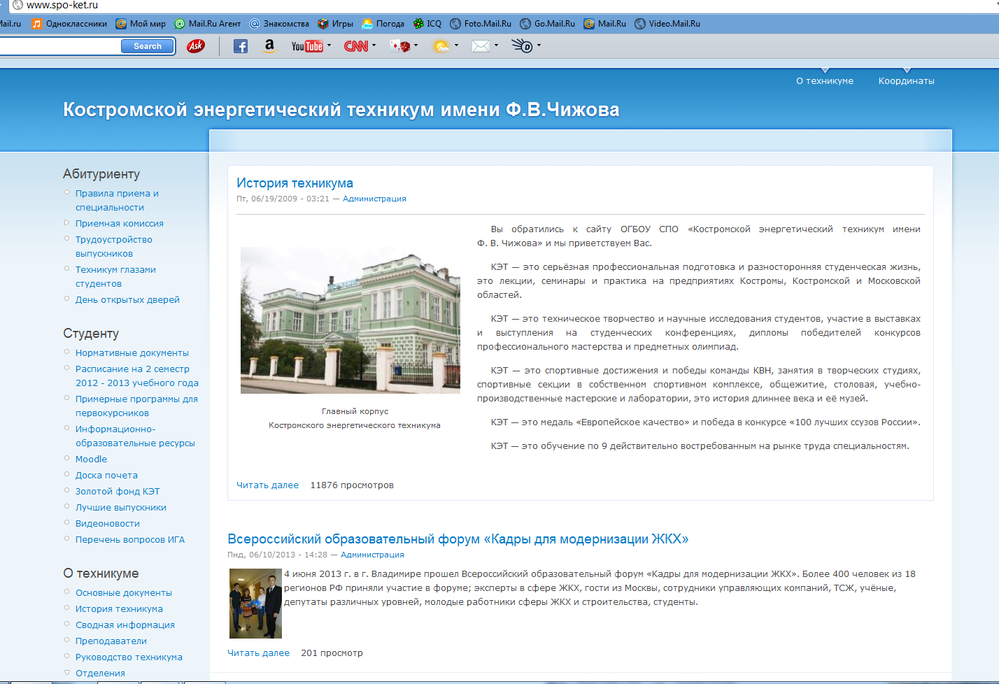 www.spo-ket.ru
Mail.ru Одноклассники Мой мир Mail.Ru Агент Знакомства Игры Погода ICQ Foto.Mail.Ru Go.Mail.Ru Mail.Ru Video.Mail.Ru
Search Ask f a YouTube CNN D
О техникуме Координаты
Костромской энергетический техникум имени Ф.В.Чижова
Абитуриенту
Правила приема и
специальности
Приемная комиссия
Трудоустройство
выпускников
Техникум глазами
студентов
День открытых дверей
Студенту
Нормативные документы
Расписание на 2 семестр
2012 - 2013 учебного года
Примерные программы для
первокурсников
Информационно-
образовательные ресурсы
Moodle
Доска почета
Золотой фонд КЭТ
Лучшие выпускники
Видеоновости
Перечень вопросов ИГА
О техникуме
Основные документы
История техникума
Сводная информация
Преподаватели
Руководство техникума
Отделения
История техникума
Пт, 06/19/2009 - 03:21 — Администрация
Главный корпус
Костромского энергетического техникума
Вы обратились к сайту ОГБОУ СПО «Костромской энергетический техникум имени
Ф. В. Чижова» и мы приветствуем Вас.
КЭТ — это серьёзная профессиональная подготовка и разносторонняя студенческая жизнь,
это лекции, семинары и практика на предприятиях Костромы, Костромской и Московской
областей.
КЭТ — это техническое творчество и научные исследования студентов, участие в выставках
и выступления на студенческих конференциях, дипломы победителей конкурсов
профессионального мастерства и предметных олимпиад.
КЭТ — это спортивные достижения и победы команды КВН, занятия в творческих студиях,
спортивные секции в собственном спортивном комплексе, общежитие, столовая, учебно-
производственные мастерские и лаборатории, это история длиннее века и её музей.
КЭТ — это медаль «Европейское качество» и победа в конкурсе «100 лучших ссузов России».
КЭТ — это обучение по 9 действительно востребованным на рынке труда специальностям.
Читать далее 11876 просмотров
Всероссийский образовательный форум «Кадры для модернизации ЖКХ»
Пнд, 06/10/2013 - 14:28 — Администрация
4 июня 2013 г. в г. Владимире прошел Всероссийский образовательный форум «Кадры для модернизации ЖКХ». Более 400 человек из 18
регионов РФ приняли участие в форуме; эксперты в сфере ЖКХ, гости из Москвы, сотрудники управляющих компаний, ТСЖ, учёные,
депутаты различных уровней, молодые работники сферы ЖКХ и строительства, студенты.
Читать далее 201 просмотр